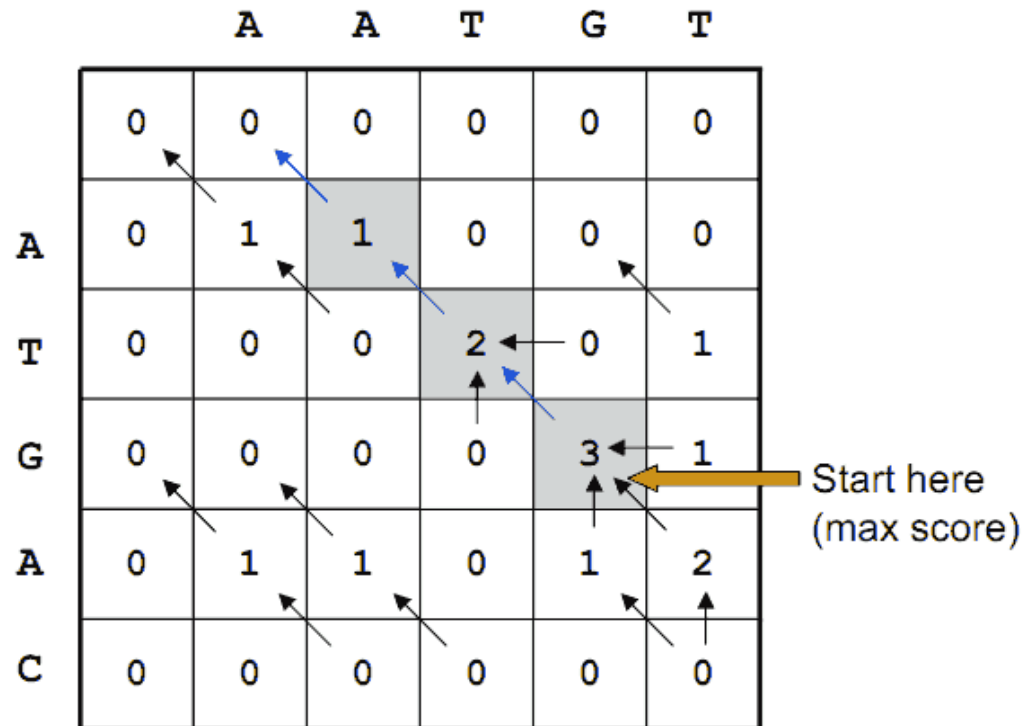 A A T G T
0 0 0 0 0 0
A 0 1 1 0 0 0
T 0 0 0 2 0 1
G 0 0 0 0 3 1
Start here
(max score)
A 0 1 1 0 1 2
C 0 0 0 0 0 0